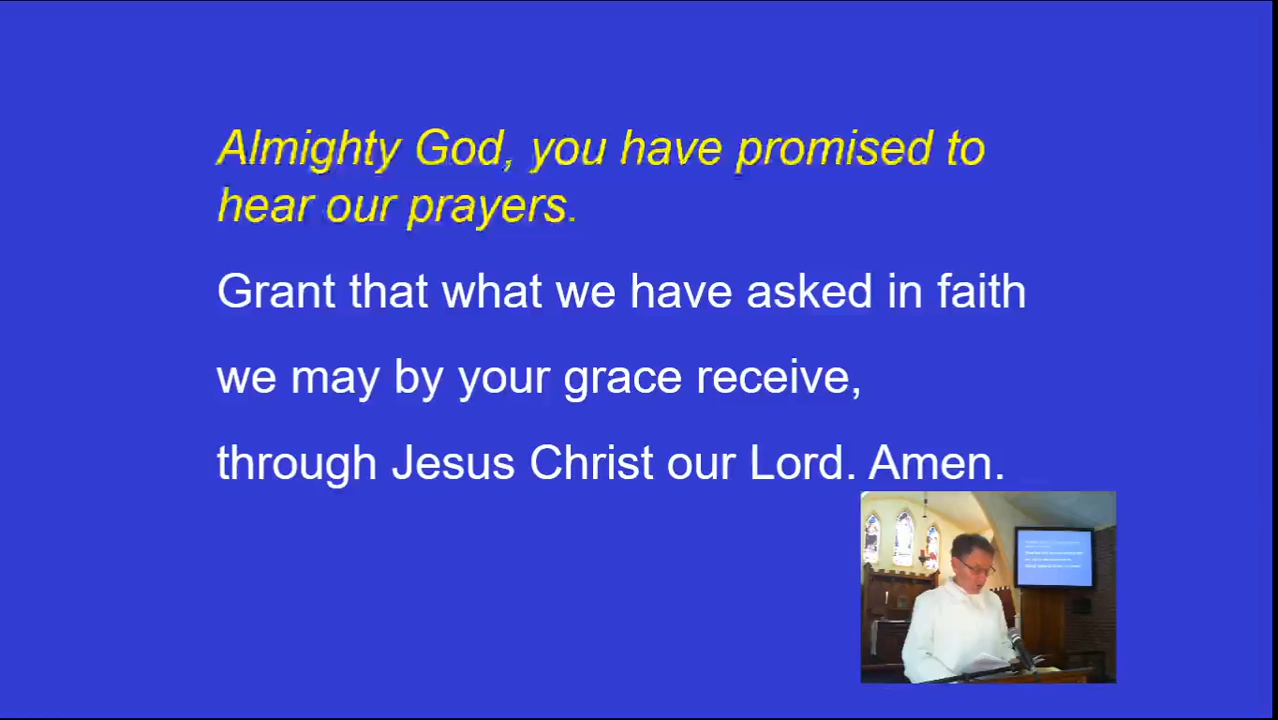 Almighty God, you have promised to
hear our prayers.
Grant that what we have asked in faith
we may by your grace receive,
through Jesus Christ our Lord. Amen.